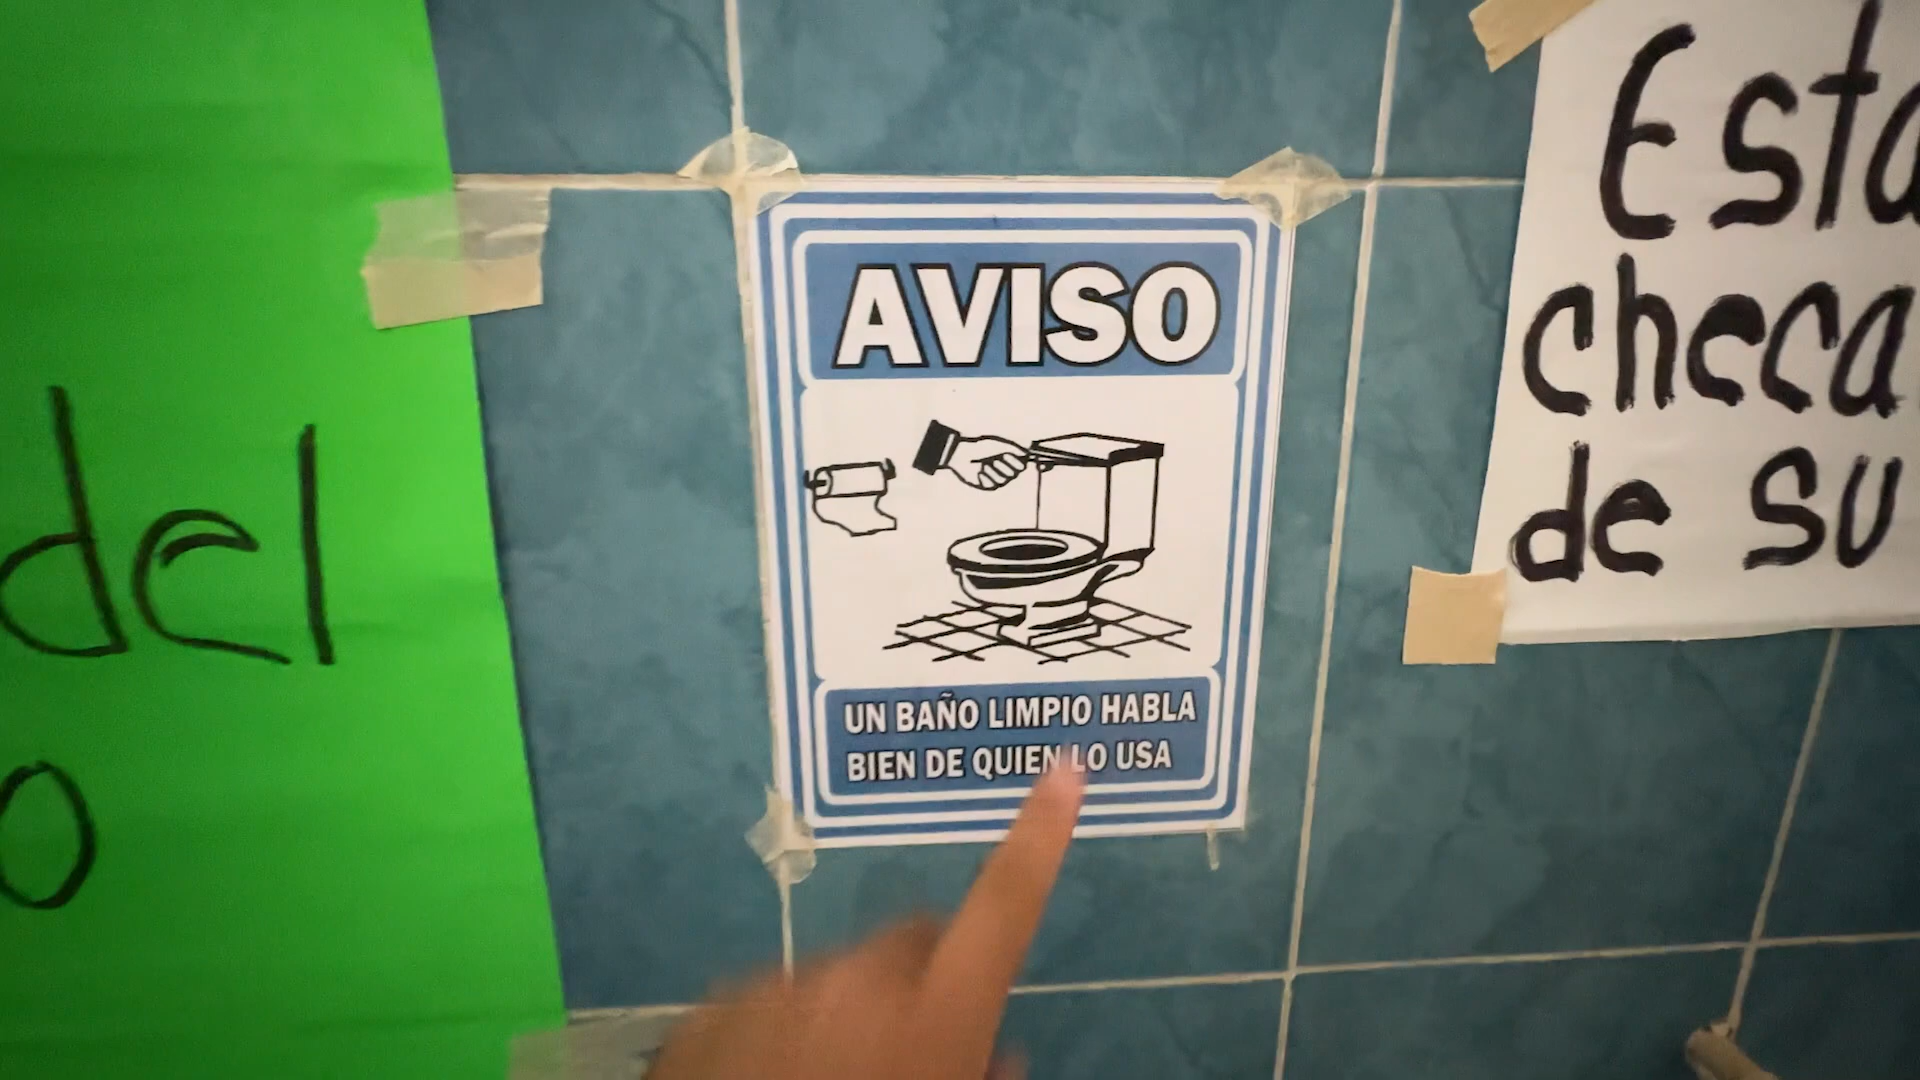 del
o
AVISO
UN BAÑO LIMPIO HABLA
BIEN DE QUIEN LO USA
Esta
checa
de su